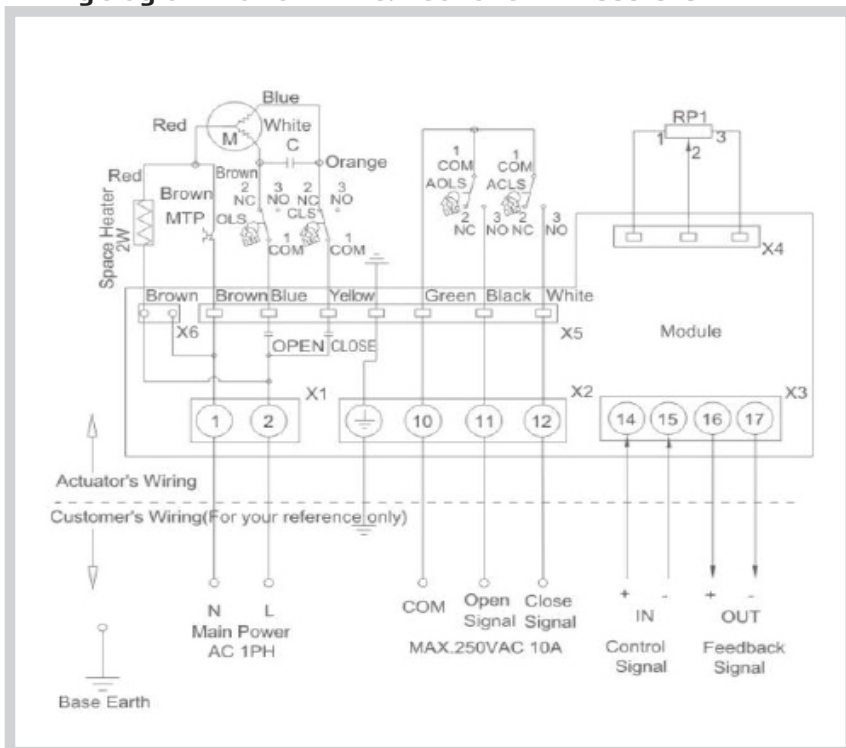 Blue
Red
M
White
C
Orange
Red
Brown
Brown
MTP
Space Heater
2W
2 3
NC NO
OLS
1
COM
2 3
NC NO
CLS
1
COM
1
COM
AOLS
2 3
NC NO
1
COM
ACLS
2 3
NC NO
RP1
1 2 3
X4
Brown Brown Blue Yellow Green Black White
X6
X5
OPEN CLOSE
Module
X1
X2
X3
1 2 10 11 12 14 15 16 17
Actuator's Wiring
Customer's Wiring(For your reference only)
N L
Main Power
AC 1PH
COM
Open
Signal
Close
Signal
MAX.250VAC 10A
+ -
IN
Control
Signal
+ -
OUT
Feedback
Signal
Base Earth